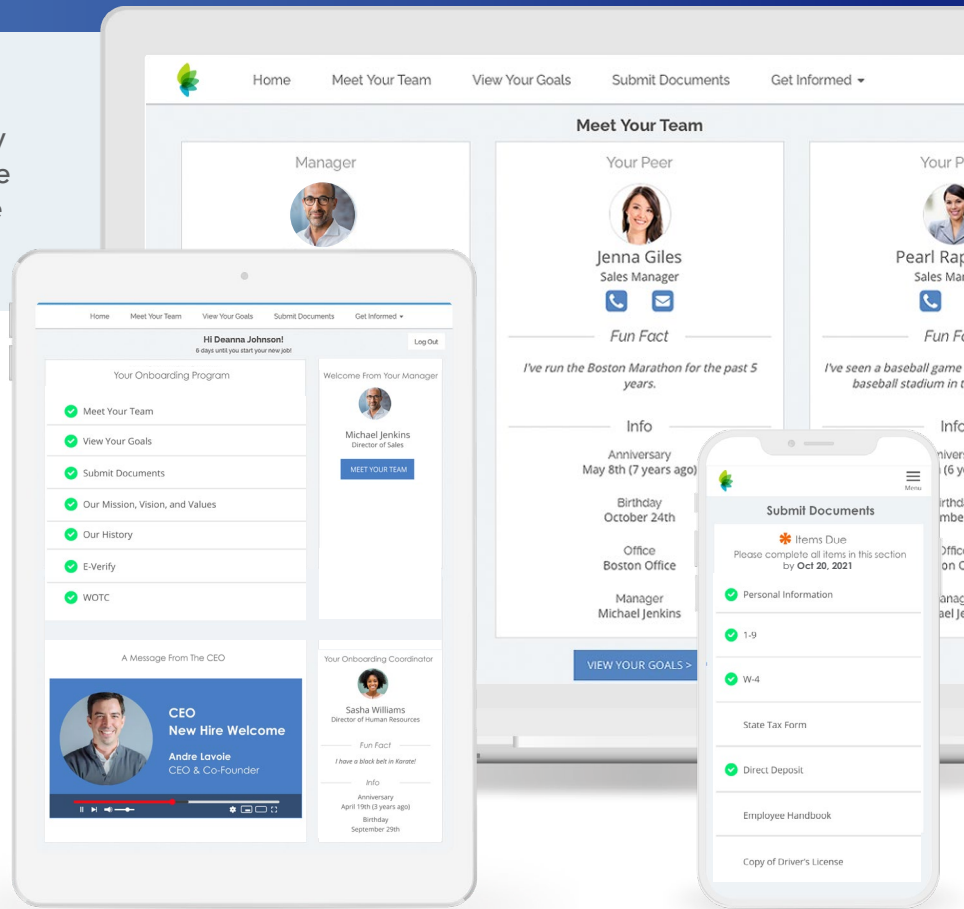 Home Meet Your Team View Your Goals Submit Documents Get Informed
Meet Your Team
Manager
Your Peer
Jenna Giles
Sales Manager
Fun Fact
I've run the Boston Marathon for the past 5
years.
Info
Anniversary
May 8th (7 years ago)
Birthday
October 24th
Office
Boston Office
Manager
Michael Jenkins
VIEW YOUR GOALS >
Your
Pearl
Sales
Fun
I've seen a baseball game
baseball stadium in
Home Meet Your Team View Your Goals Submit Documents Get Informed
Hi Deanna Johnson!
6 days until you start your new job!
Log Out
Your Onboarding Program
Meet Your Team
View Your Goals
Submit Documents
Our Mission, Vision, and Values
Our History
E-Verify
WOTC
Welcome From Your Manager
Michael Jenkins
Director of Sales
MEET YOUR TEAM
A Message From The CEO
CEO
New Hire Welcome
Andre Lavoie
CEO & Co-Founder
Your Onboarding Coordinator
Sasha Williams
Director of Human Resources
Fun Fact
I have a black belt in Karate!
Info
Anniversary
April 19th (3 years ago)
Birthday
September 29th
Menu
Submit Documents
Items Due
Please complete all items in this section
by Oct 20, 2021
Personal Information
1-9
W-4
State Tax Form
Direct Deposit
Employee Handbook
Copy of Driver's License